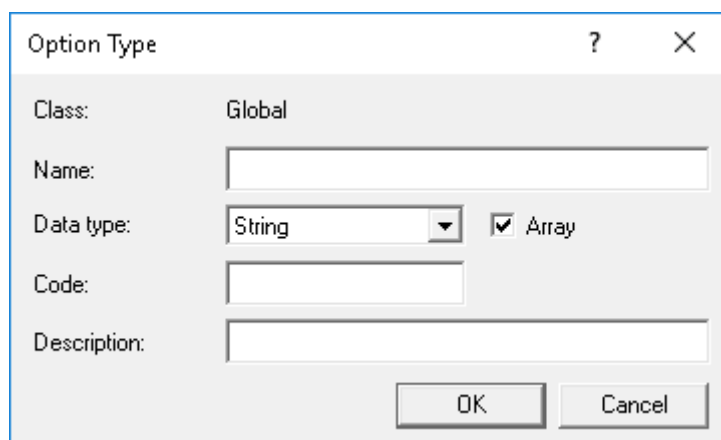 Option Type ?
Class: Global
Name:
Data type: String Array
Code:
Description:
OK Cancel